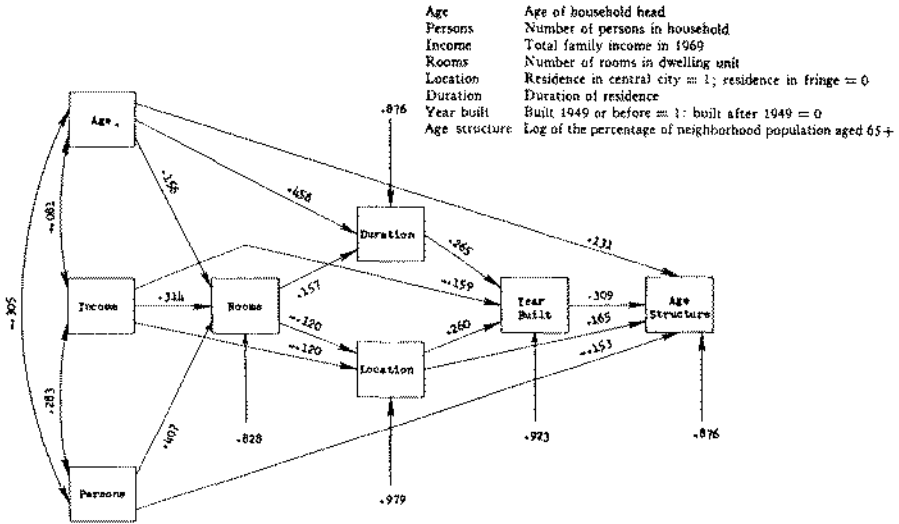 Age Age of household head
Persons Number of persons in household
Income Total family income in 1969
Rooms Number of rooms in dwelling unit
Location Residence in central city = 1; residence in fringe = 0
Duration Duration of residence
Year built Built 1949 or before = 1: built after 1949 = 0
Age structure Log of the percentage of neighborhood population aged 65+
.876
Age
.458
.231
-.305
Duration
.265
.157
-.159
Income
.314
Rooms
Year
Built
.309
Age
Structure
-.120
-.120
.260
.165
-.153
Location
.283
.407
.828
.923
.876
Persons
.979